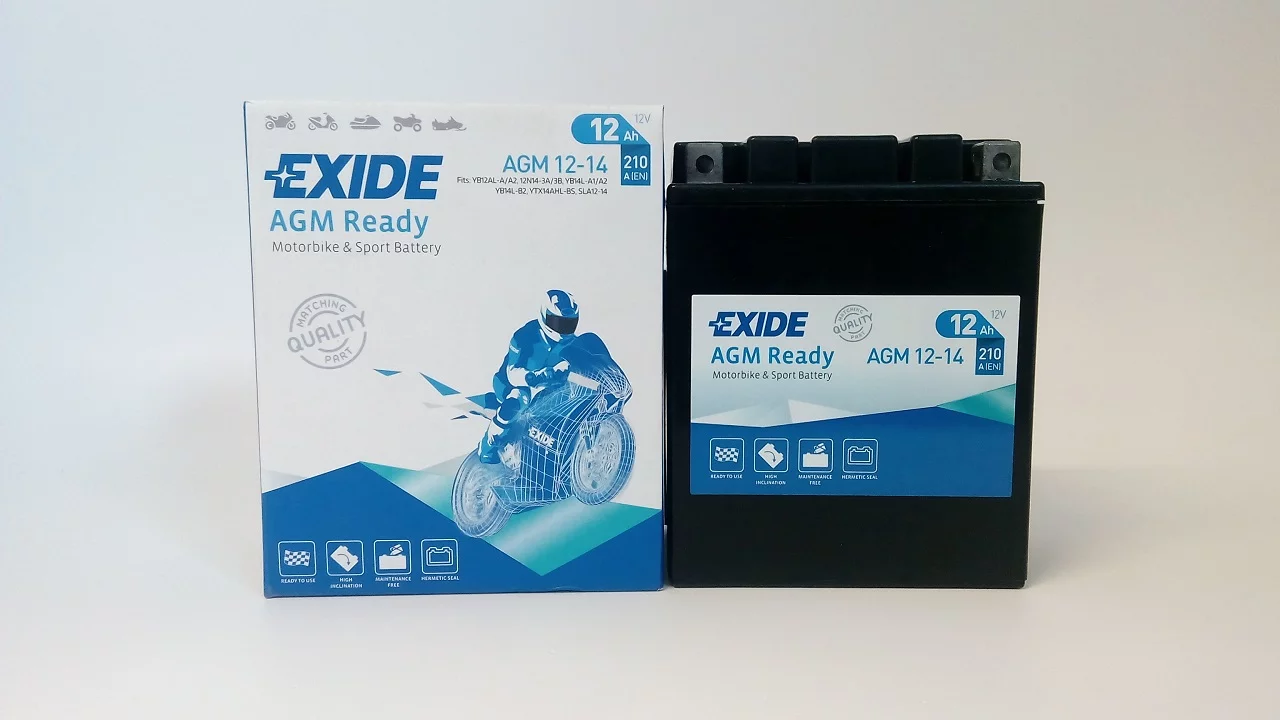 12V
12 Ah
EXIDE
AGM 12-14
210
A (EN)
Fits: YB12AL-A/A2, 12N14-3A/3B, YB14L-A1/A2
YB14L-B2, YTX14AHL-BS, SLA12-14
AGM Ready
Motorbike & Sport Battery
MATCHING
QUALITY
PART
EXIDE
READY TO USE
HIGH
INCLINATION
MAINTENANCE
FREE
HERMETIC SEAL
EXIDE
MATCHING
QUALITY
PART
12V
12 Ah
AGM Ready
AGM 12-14
210
A (EN)
Motorbike & Sport Battery
READY TO USE
HIGH
INCLINATION
MAINTENANCE
FREE
HERMETIC SEAL